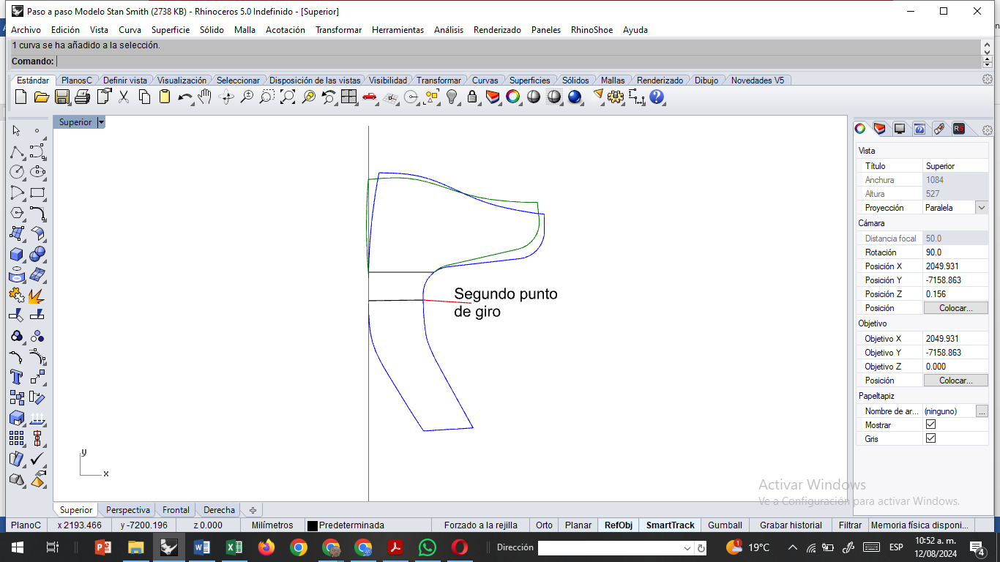 Paso a paso Modelo Stan Smith (2738 KB) - Rhinoceros 5.0 Indefinido - [Superior]
Archivo Edición Vista Curva Superficie Sólido Malla Acotación Transformar Herramientas Análisis Renderizado Paneles RhinoShoe Ayuda
1 curva se ha añadido a la selección.
Comando:
Estándar PlanosC Definir vista Visualización Seleccionar Disposición de las vistas Visibilidad Transformar Curvas Superficies Sólidos Mallas Renderizado Dibujo Novedades V5
Superior
RS
Vista
Título Superior
Anchura 1084
Altura 527
Proyección Paralela
Cámara
Distancia focal 50.0
Rotación 90.0
Posición X 2049.931
Posición Y -7158.863
Posición Z 0.156
Posición Colocar...
Objetivo
Objetivo X 2049.931
Objetivo Y -7158.863
Objetivo Z 0.000
Posición Colocar...
Papeltapiz
Nombre de ar... (ninguno) ...
Mostrar
Gris
Segundo punto
de giro
y
x
Activar Windows
Ve a Configuración para activar Windows.
Superior Perspectiva Frontal Derecha
PlanoC x 2193.466 y -7200.196 z 0.000 Milímetros Predeterminada Forzado a la rejilla Orto Planar RefObj SmartTrack Gumball Grabar historial Filtrar Memoria física disponi...
Dirección 19°C ESP 10:52 a. m.
12/08/2024 4